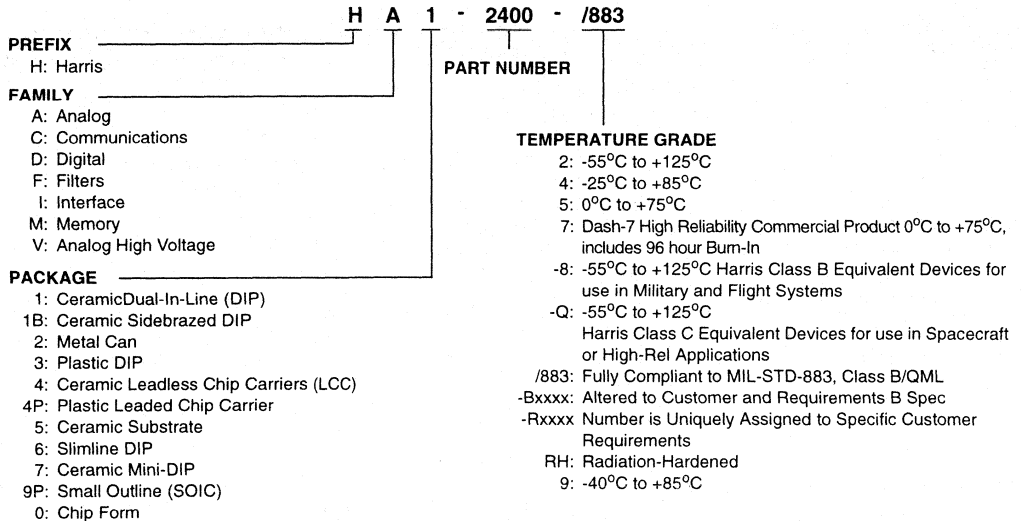 H A 1 - 2400 - /883
PREFIX
H: Harris
FAMILY
A: Analog
C: Communications
D: Digital
F: Filters
I: Interface
M: Memory
V: Analog High Voltage
PACKAGE
1: CeramicDual-In-Line (DIP)
1B: Ceramic Sidebrazed DIP
2: Metal Can
3: Plastic DIP
4: Ceramic Leadless Chip Carriers (LCC)
4P: Plastic Leaded Chip Carrier
5: Ceramic Substrate
6: Slimline DIP
7: Ceramic Mini-DIP
9P: Small Outline (SOIC)
0: Chip Form
PART NUMBER
TEMPERATURE GRADE
2: -55°C to +125°C
4: -25°C to +85°C
5: 0°C to +75°C
7: Dash-7 High Reliability Commercial Product 0°C to +75°C,
includes 96 hour Burn-In
-8: -55°C to +125°C Harris Class B Equivalent Devices for
use in Military and Flight Systems
-Q: -55°C to +125°C
Harris Class C Equivalent Devices for use in Spacecraft
or High-Rel Applications
/883: Fully Compliant to MIL-STD-883, Class B/QML
-Bxxxx: Altered to Customer and Requirements B Spec
-Rxxxx Number is Uniquely Assigned to Specific Customer
Requirements
RH: Radiation-Hardened
9: -40°C to +85°C